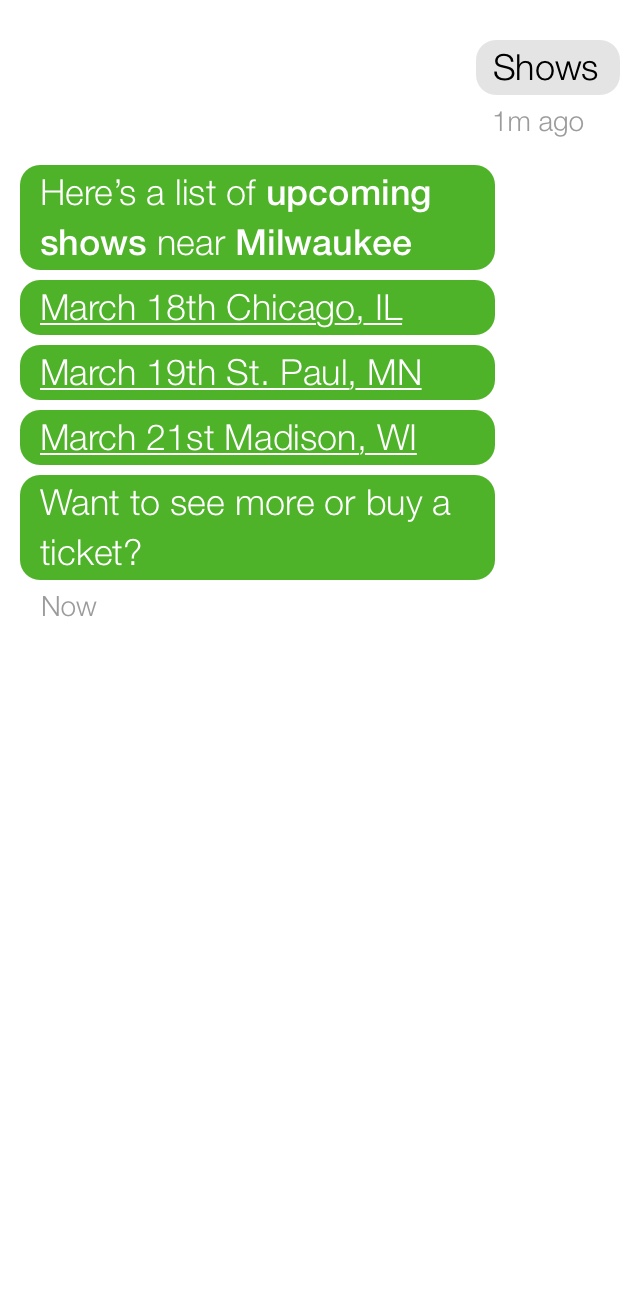 Shows
1m ago
Here’s a list of upcoming
shows near Milwaukee
March 18th Chicago, IL
March 19th St. Paul, MN
March 21st Madison, WI
Want to see more or buy a
ticket?
Now